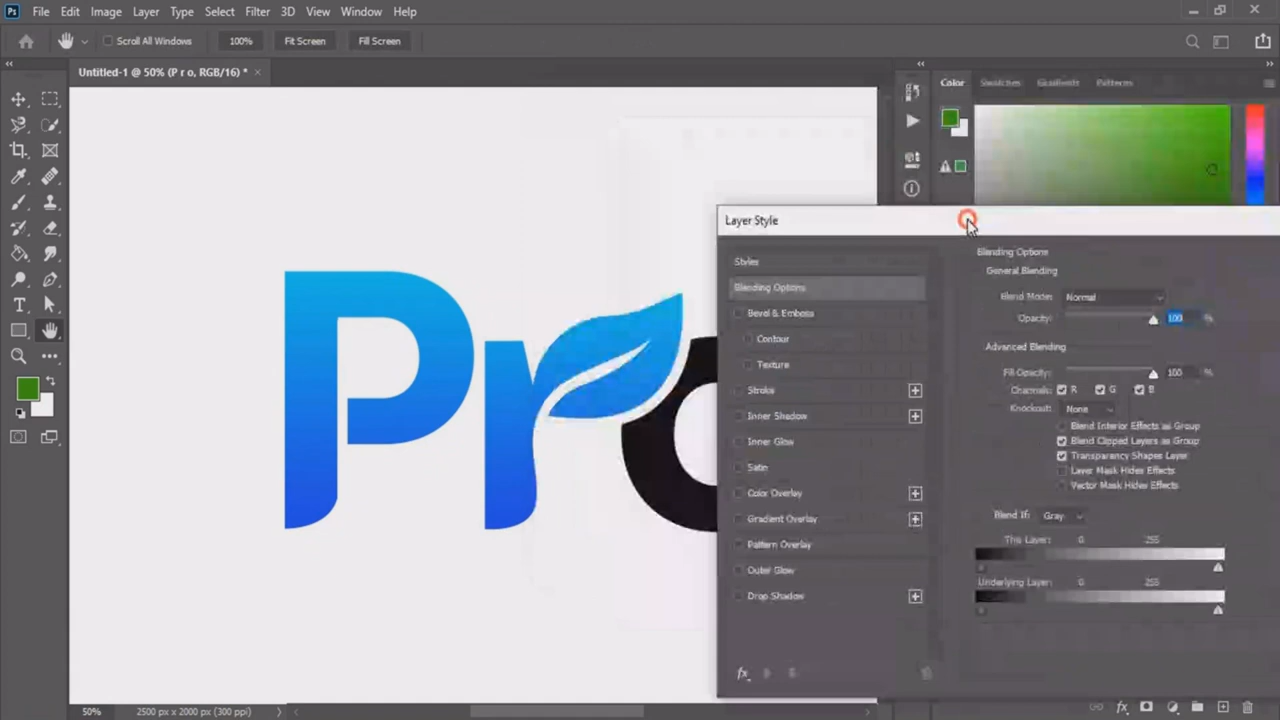 Ps File Edit Image Layer Type Select Filter 3D View Window Help
Scroll All Windows 100% Fit Screen Fill Screen
Untitled-1 @ 50% (P r o, RGB/16) *
Color Swatches Gradients Patterns
Pro
Layer Style
Styles
Blending Options
Bevel & Emboss
Contour
Texture
Stroke
Inner Shadow
Inner Glow
Satin
Color Overlay
Gradient Overlay
Pattern Overlay
Outer Glow
Drop Shadow
fx
Blending Options
General Blending
Blend Mode: Normal
Opacity: 100 %
Advanced Blending
Fill Opacity: 100 %
Channels: R G B
Knockout: None
Blend Interior Effects as Group
Blend Clipped Layers as Group
Transparency Shapes Layer
Layer Mask Hides Effects
Vector Mask Hides Effects
Blend If: Gray
This Layer: 0 255
Underlying Layer: 0 255
50% 2500 px x 2000 px (300 ppi)
fx